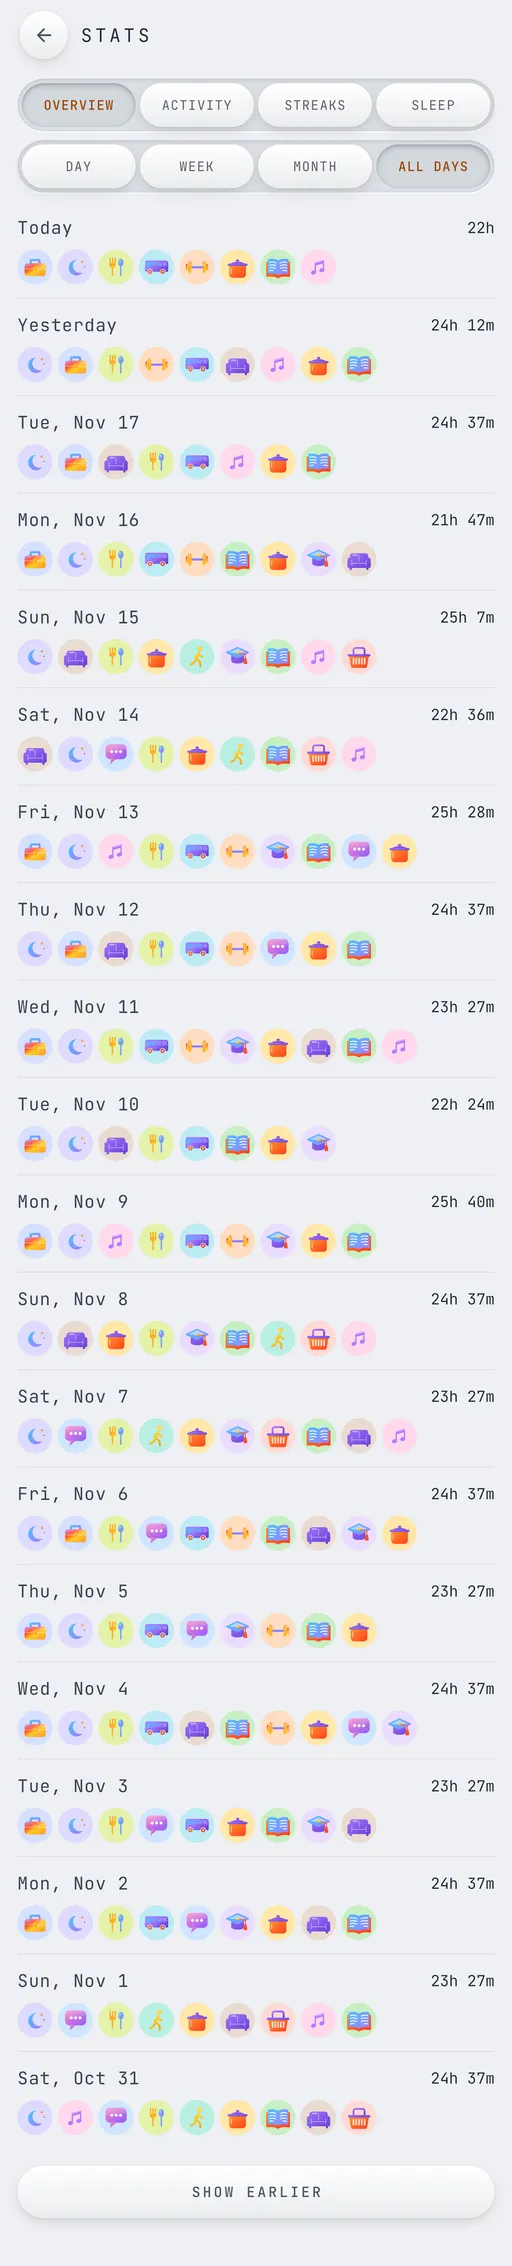 STATS
OVERVIEW ACTIVITY STREAKS SLEEP
DAY WEEK MONTH ALL DAYS
Today 22h
Yesterday 24h 12m
Tue, Nov 17 24h 37m
Mon, Nov 16 21h 47m
Sun, Nov 15 25h 7m
Sat, Nov 14 22h 36m
Fri, Nov 13 25h 28m
Thu, Nov 12 24h 37m
Wed, Nov 11 23h 27m
Tue, Nov 10 22h 24m
Mon, Nov 9 25h 40m
Sun, Nov 8 24h 37m
Sat, Nov 7 23h 27m
Fri, Nov 6 24h 37m
Thu, Nov 5 23h 27m
Wed, Nov 4 24h 37m
Tue, Nov 3 23h 27m
Mon, Nov 2 24h 37m
Sun, Nov 1 23h 27m
Sat, Oct 31 24h 37m
SHOW EARLIER